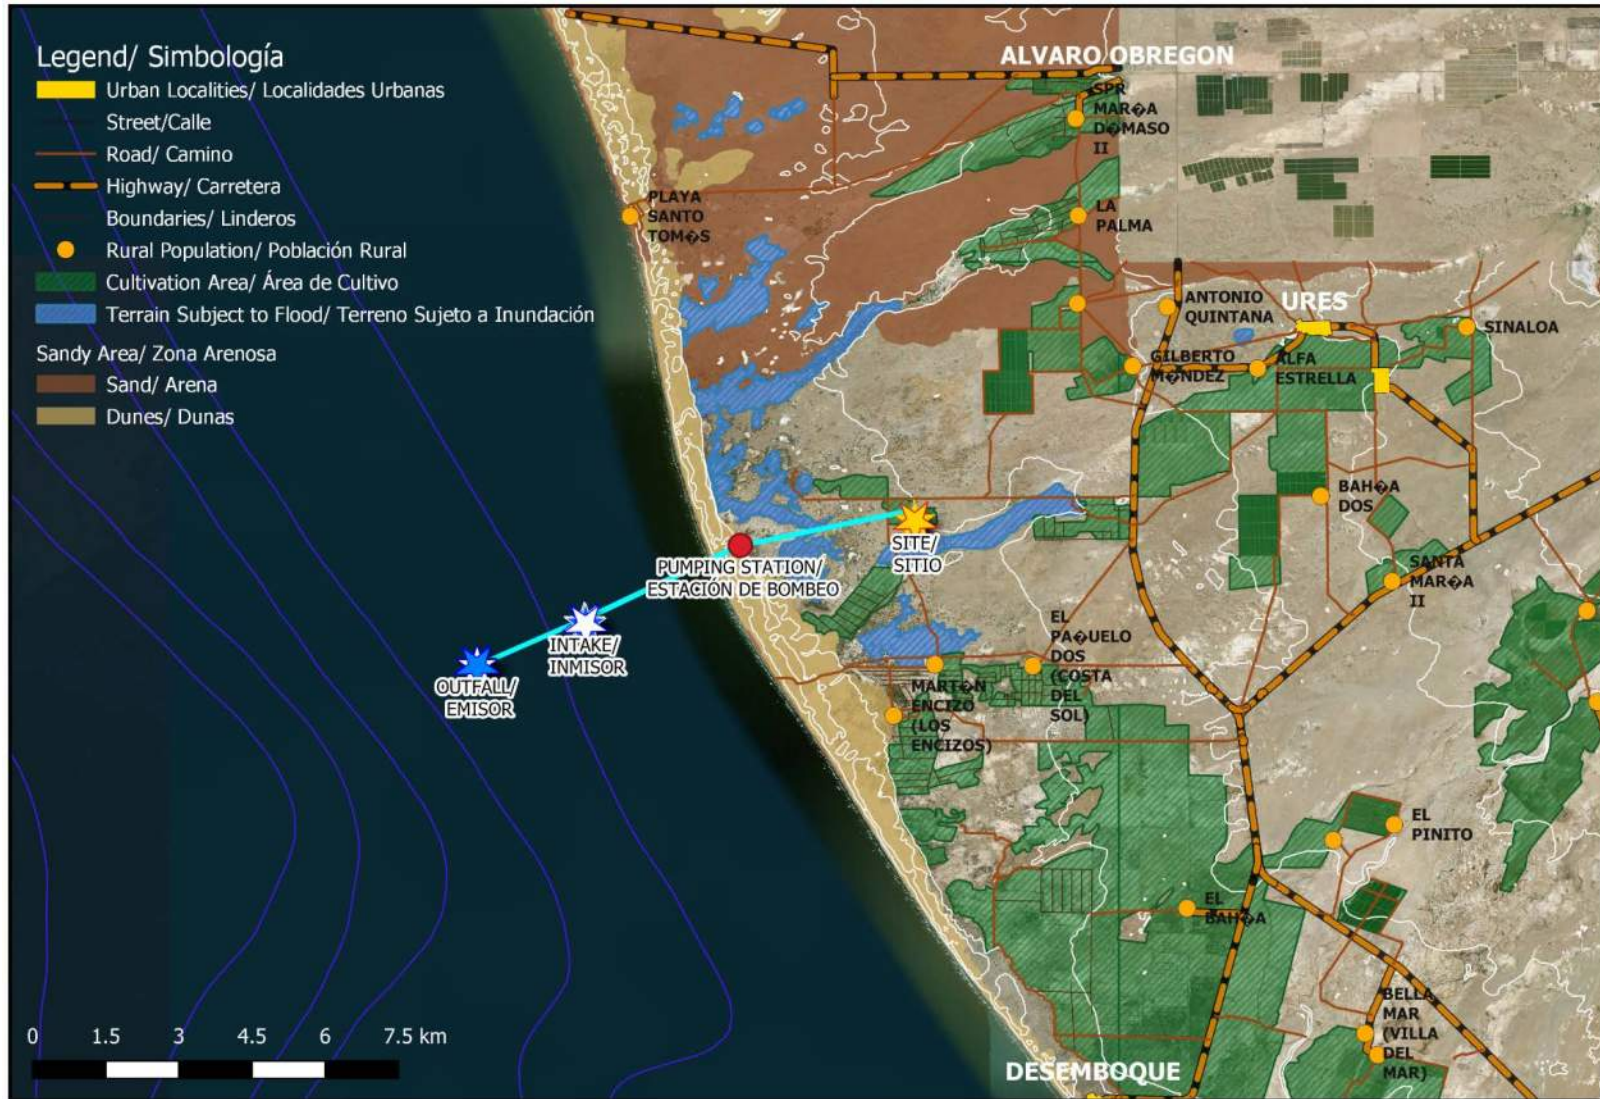 Legend/ Simbología
Urban Localities/ Localidades Urbanas
Street/Calle
Road/ Camino
Highway/ Carretera
Boundaries/ Linderos
Rural Population/ Población Rural
Cultivation Area/ Área de Cultivo
Terrain Subject to Flood/ Terreno Sujeto a Inundación
Sandy Area/ Zona Arenosa
Sand/ Arena
Dunes/ Dunas
ALVARO OBREGON
SPR
MAR�A
D�MASO
II
PLAYA
SANTO
TOM�S
LA
PALMA
ANTONIO
QUINTANA
URES
SINALOA
GILBERTO
M�NDEZ
ALFA
ESTRELLA
BAH�A
DOS
SITE/
SITIO
PUMPING STATION/
ESTACIÓN DE BOMBEO
SANTA
MAR�A
II
INTAKE/
INMISOR
OUTFALL/
EMISOR
EL
PA�UELO
DOS
(COSTA
DEL
SOL)
MART�N
ENCIZO
(LOS
ENCIZOS)
EL
PINITO
EL
BAH�A
BELLA
MAR
(VILLA
DEL
MAR)
DESEMBOQUE
0 1.5 3 4.5 6 7.5 km